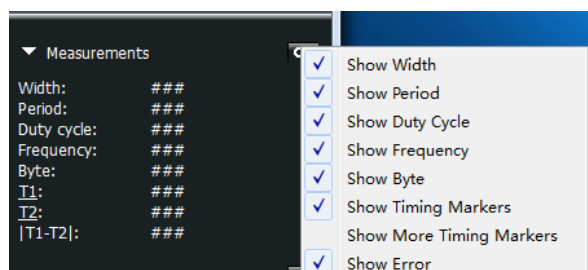 Measurements
Width: ###
Period: ###
Duty cycle: ###
Frequency: ###
Byte: ###
T1: ###
T2: ###
|T1-T2|: ###
Show Width
Show Period
Show Duty Cycle
Show Frequency
Show Byte
Show Timing Markers
Show More Timing Markers
Show Error